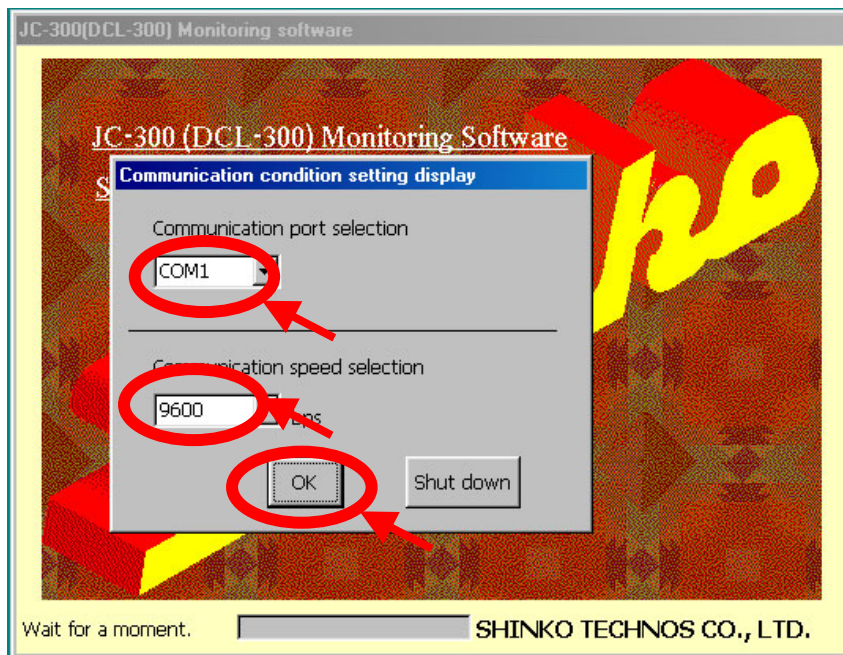 JC-300(DCL-300) Monitoring software
JC-300 (DCL-300) Monitoring Software
S
Communication condition setting display
Communication port selection
COM1
Communication speed selection
9600 bps
OK Shut down
Wait for a moment. SHINKO TECHNOS CO., LTD.